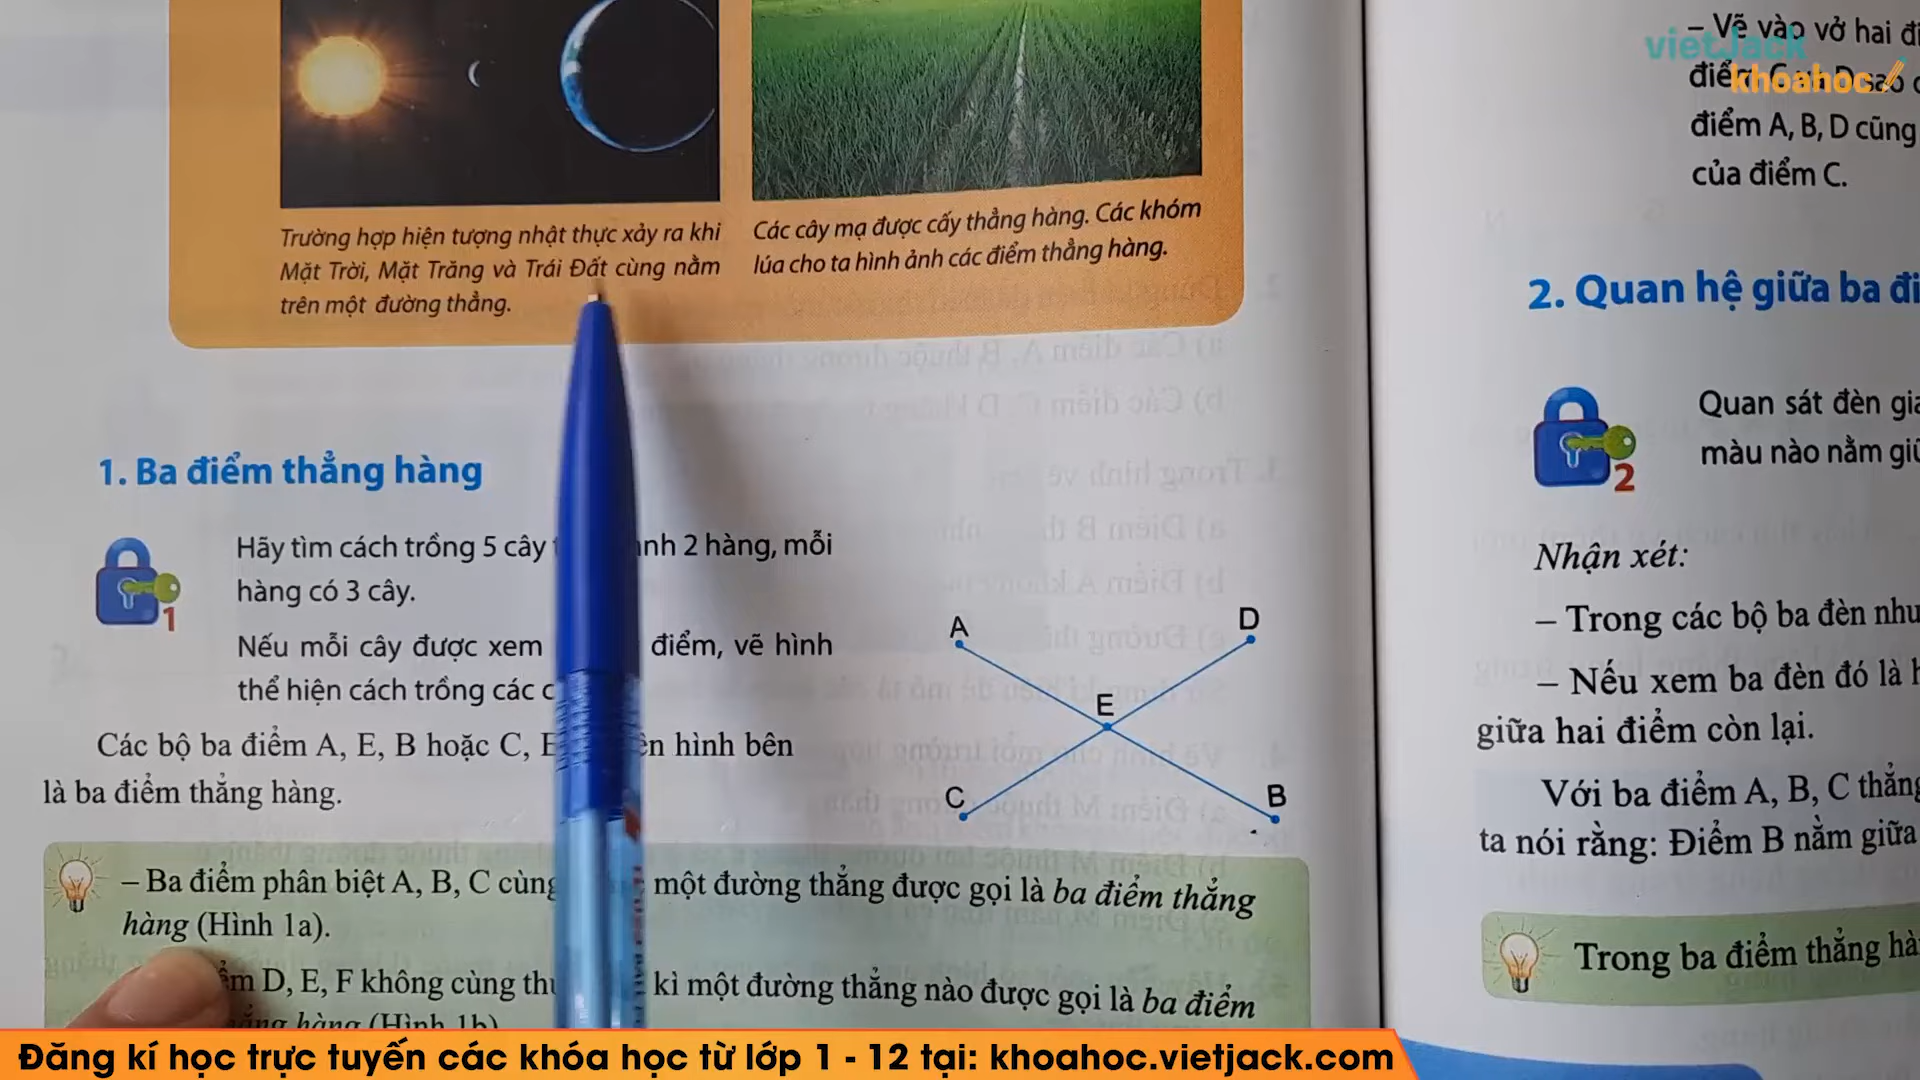 Trường hợp hiện tượng nhật thực xảy ra khi
Mặt Trời, Mặt Trăng và Trái Đất cùng nằm
trên một đường thẳng.
Các cây mạ được cấy thẳng hàng. Các khóm
lúa cho ta hình ảnh các điểm thẳng hàng.
1. Ba điểm thẳng hàng
1
Hãy tìm cách trồng 5 cây 2 hàng, mỗi
hàng có 3 cây.
Nếu mỗi cây được xem điểm, vẽ hình
thể hiện cách trồng các
Các bộ ba điểm A, E, B hoặc C, hình bên
là ba điểm thẳng hàng.
A
D
E
C
B
– Ba điểm phân biệt A, B, C cùng một đường thẳng được gọi là ba điểm thẳng
hàng (Hình 1a).
D, E, F không cùng kì một đường thẳng nào được gọi là ba điểm
hàng (Hình 1b)
– Vẽ vào vở hai
điểm A, B, D cũng
của điểm C.
vietJack
khoahoc
2. Quan hệ giữa ba
2
Quan sát đèn
màu nào nằm
Nhận xét:
– Trong các bộ ba đèn
– Nếu xem ba đèn đó là
giữa hai điểm còn lại.
Với ba điểm A, B, C
ta nói rằng: Điểm B nằm giữa
Trong ba điểm thẳng
Đăng kí học trực tuyến các khóa học từ lớp 1 - 12 tại: khoahoc.vietjack.com